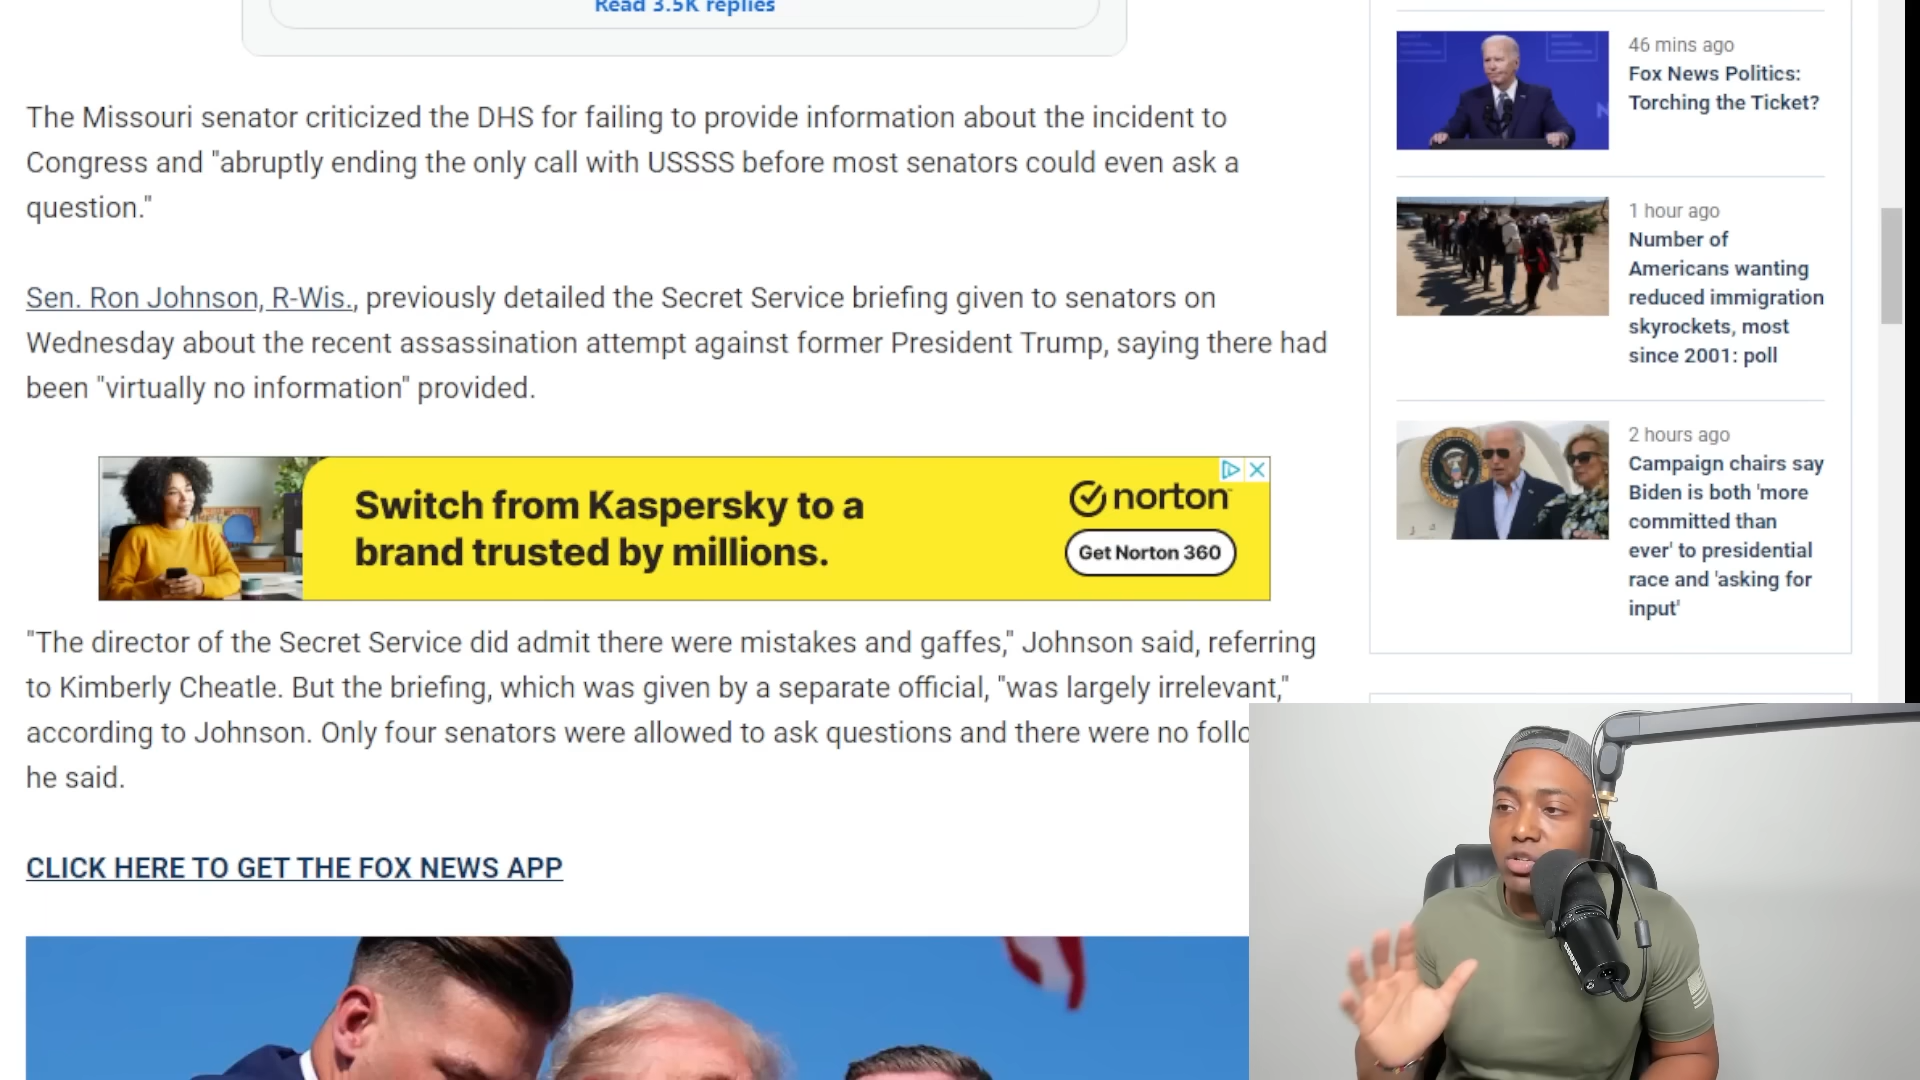 Read 3.5K replies
The Missouri senator criticized the DHS for failing to provide information about the incident to
Congress and "abruptly ending the only call with USSSS before most senators could even ask a
question."
Sen. Ron Johnson, R-Wis., previously detailed the Secret Service briefing given to senators on
Wednesday about the recent assassination attempt against former President Trump, saying there had
been "virtually no information" provided.
Switch from Kaspersky to a
brand trusted by millions.
norton
Get Norton 360
"The director of the Secret Service did admit there were mistakes and gaffes," Johnson said, referring
to Kimberly Cheatle. But the briefing, which was given by a separate official, "was largely irrelevant,"
according to Johnson. Only four senators were allowed to ask questions and there were no follo
he said.
CLICK HERE TO GET THE FOX NEWS APP
46 mins ago
Fox News Politics:
Torching the Ticket?
1 hour ago
Number of
Americans wanting
reduced immigration
skyrockets, most
since 2001: poll
2 hours ago
Campaign chairs say
Biden is both 'more
committed than
ever' to presidential
race and 'asking for
input'